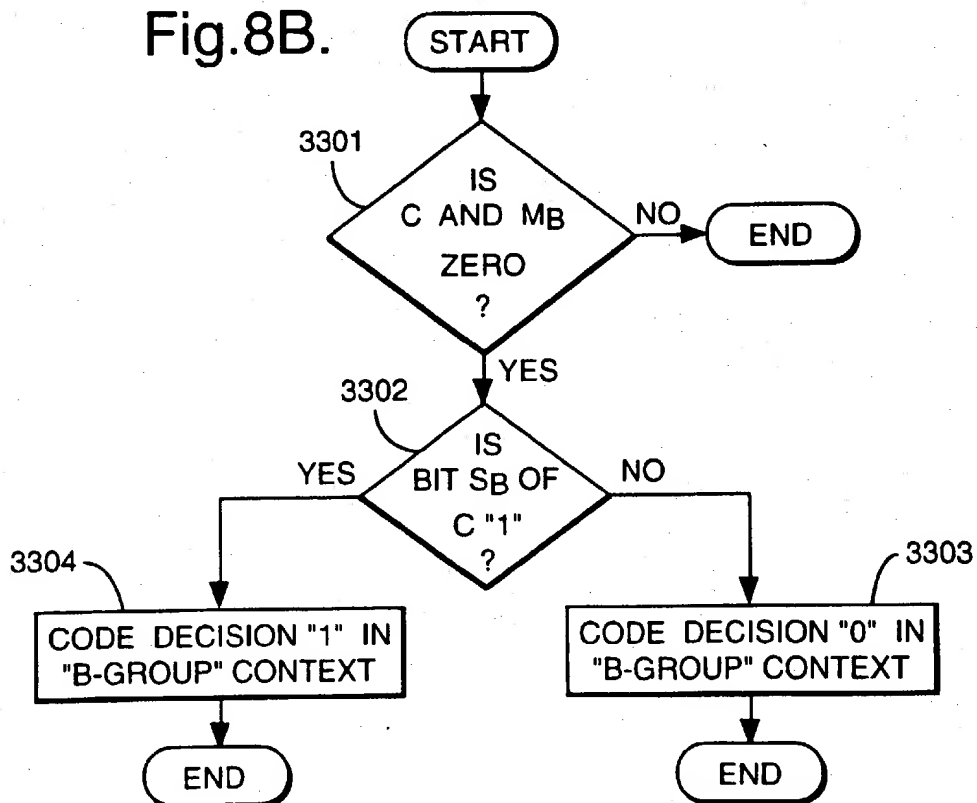 Fig.8B.
START
3301
IS
C AND MB
ZERO
?
NO
END
YES
3302
IS
BIT SB OF
C "1"
?
YES
NO
3304
3303
CODE DECISION "1" IN
"B-GROUP" CONTEXT
CODE DECISION "0" IN
"B-GROUP" CONTEXT
END
END